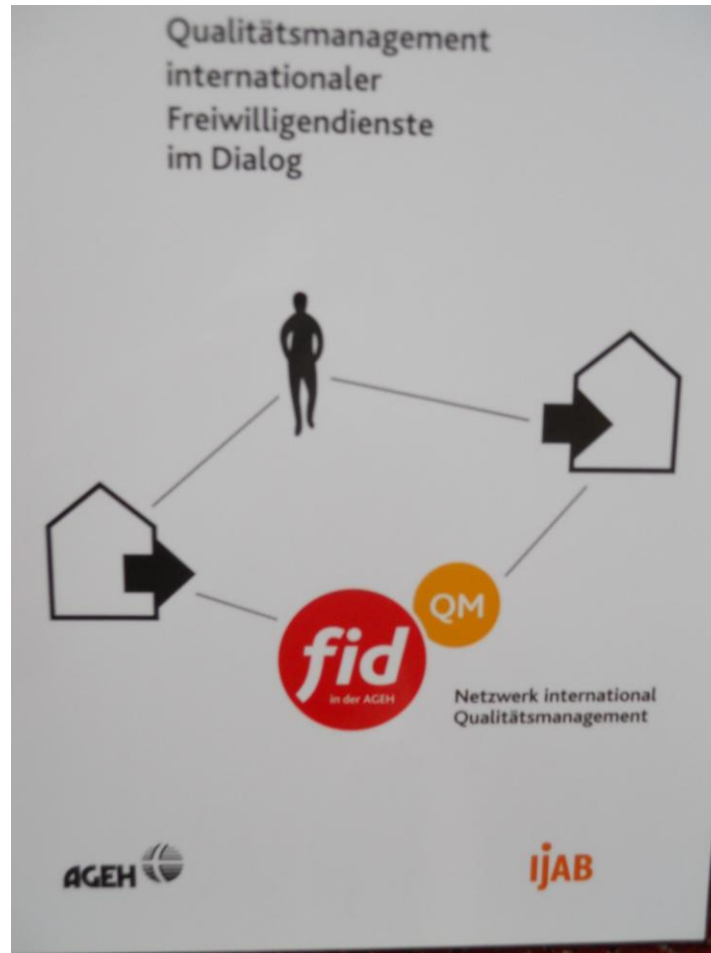 Qualitätsmanagement
internationaler
Freiwilligendienste
im Dialog
QM
fid
in der AGEH
Netzwerk international
Qualitätsmanagement
AGEH
IjAB